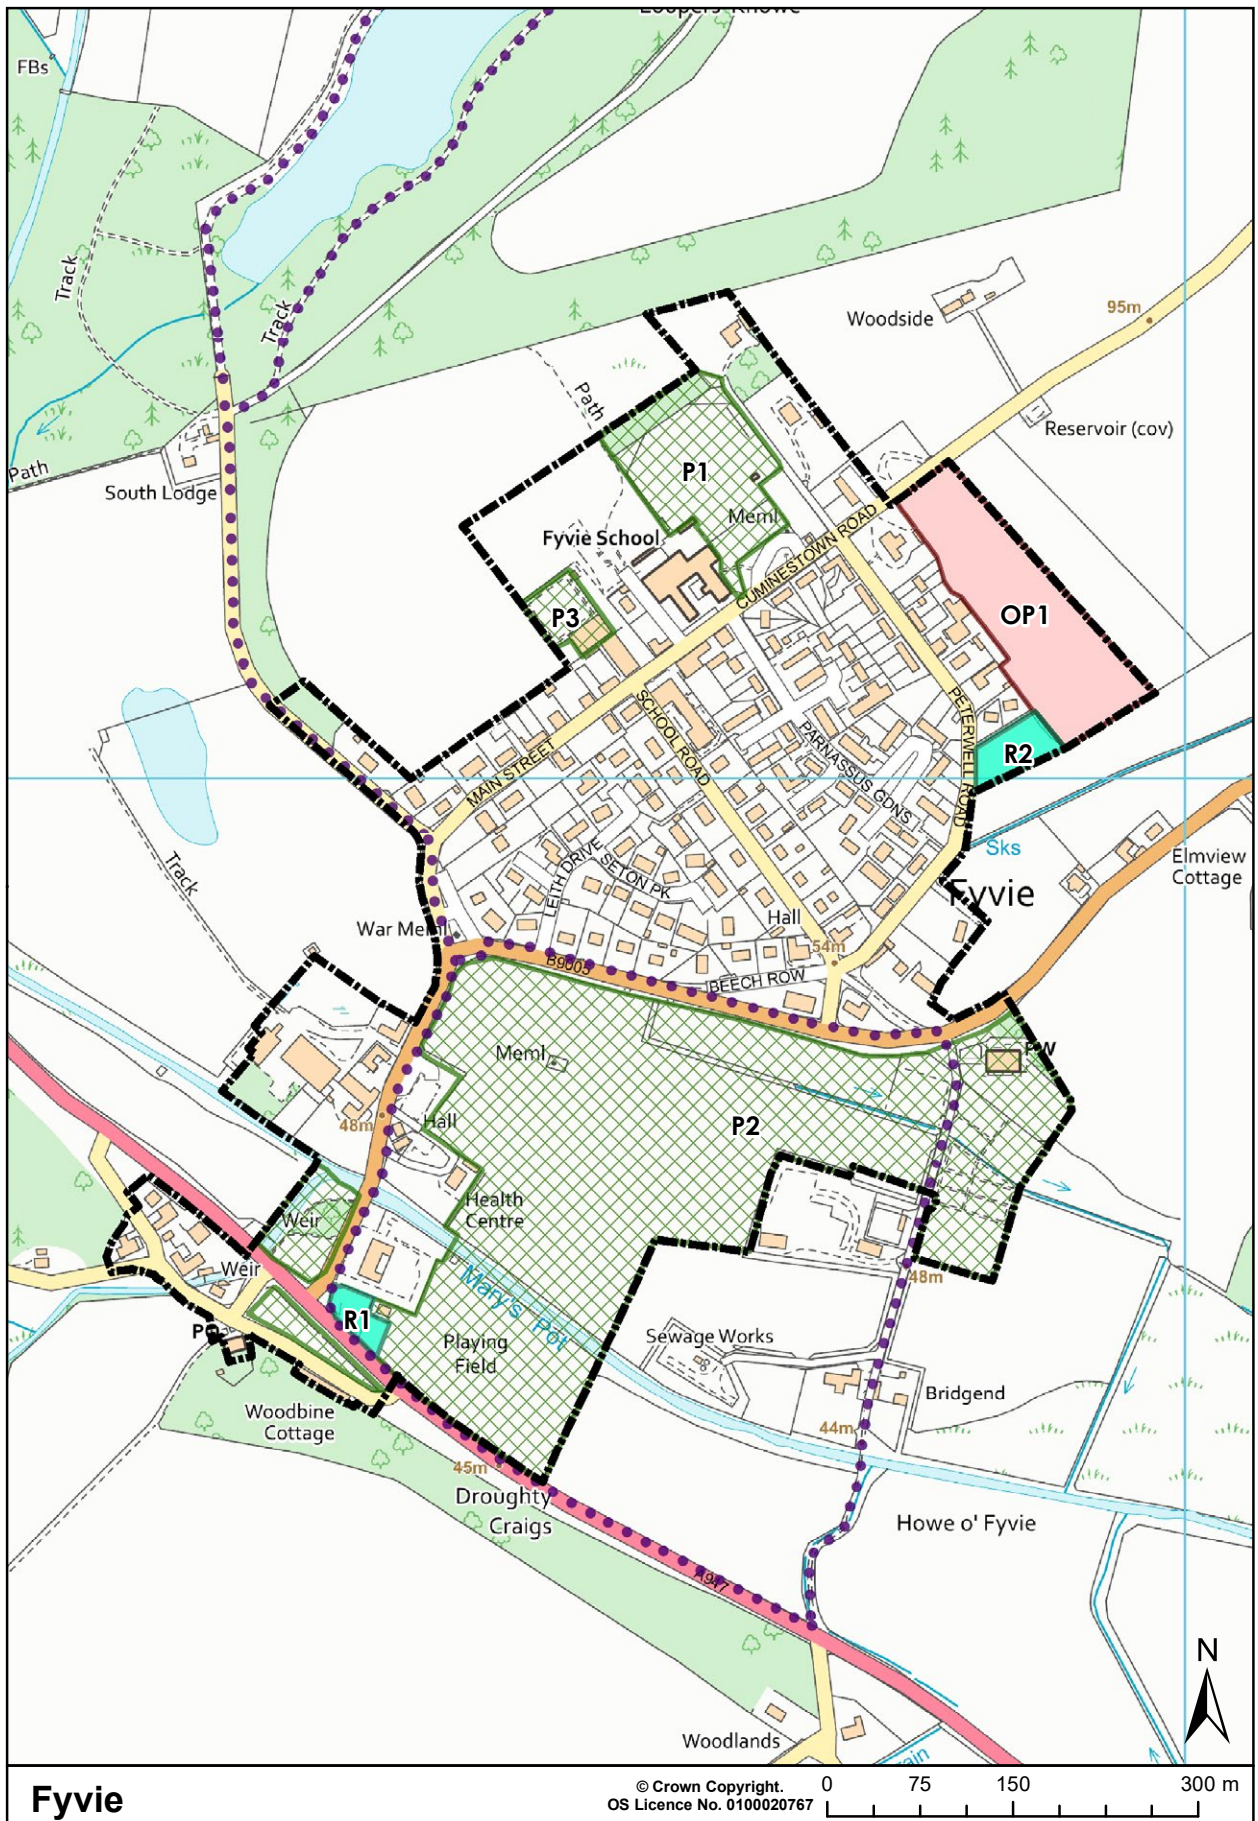 Loopers Knowe
FBs
Track
Track
Woodside
95m
Path
Reservoir (cov)
P1
Path
South Lodge
Meml
Fyvie School
CUMINESTOWN ROAD
OP1
P3
SCHOOL ROAD
PETERWELL ROAD
PARNASSUS GDNS
R2
MAIN STREET
Track
LEITH DRIVE
SETON PK
Sks
Elmview
Cottage
Fyvie
Hall
War Meml
54m
B9005
BEECH ROW
Meml
PW
P2
48m
Hall
Health
Centre
Weir
Weir
48m
Mary's Pot
R1
PO
Playing
Field
Sewage Works
Bridgend
Woodbine
Cottage
44m
45m
Droughty
Craigs
Howe o' Fyvie
A947
N
Woodlands
Fyvie
© Crown Copyright.
OS Licence No. 0100020767
0 75 150 300 m